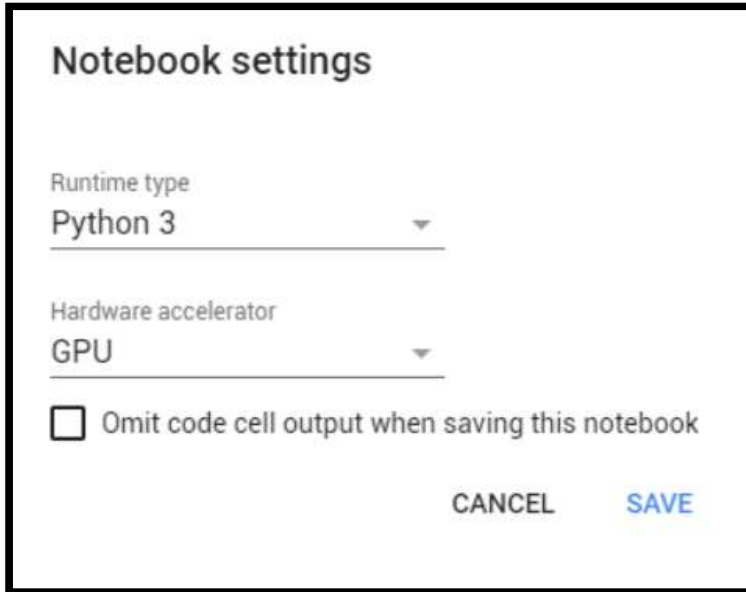 Notebook settings
Runtime type
Python 3
Hardware accelerator
GPU
Omit code cell output when saving this notebook
CANCEL SAVE